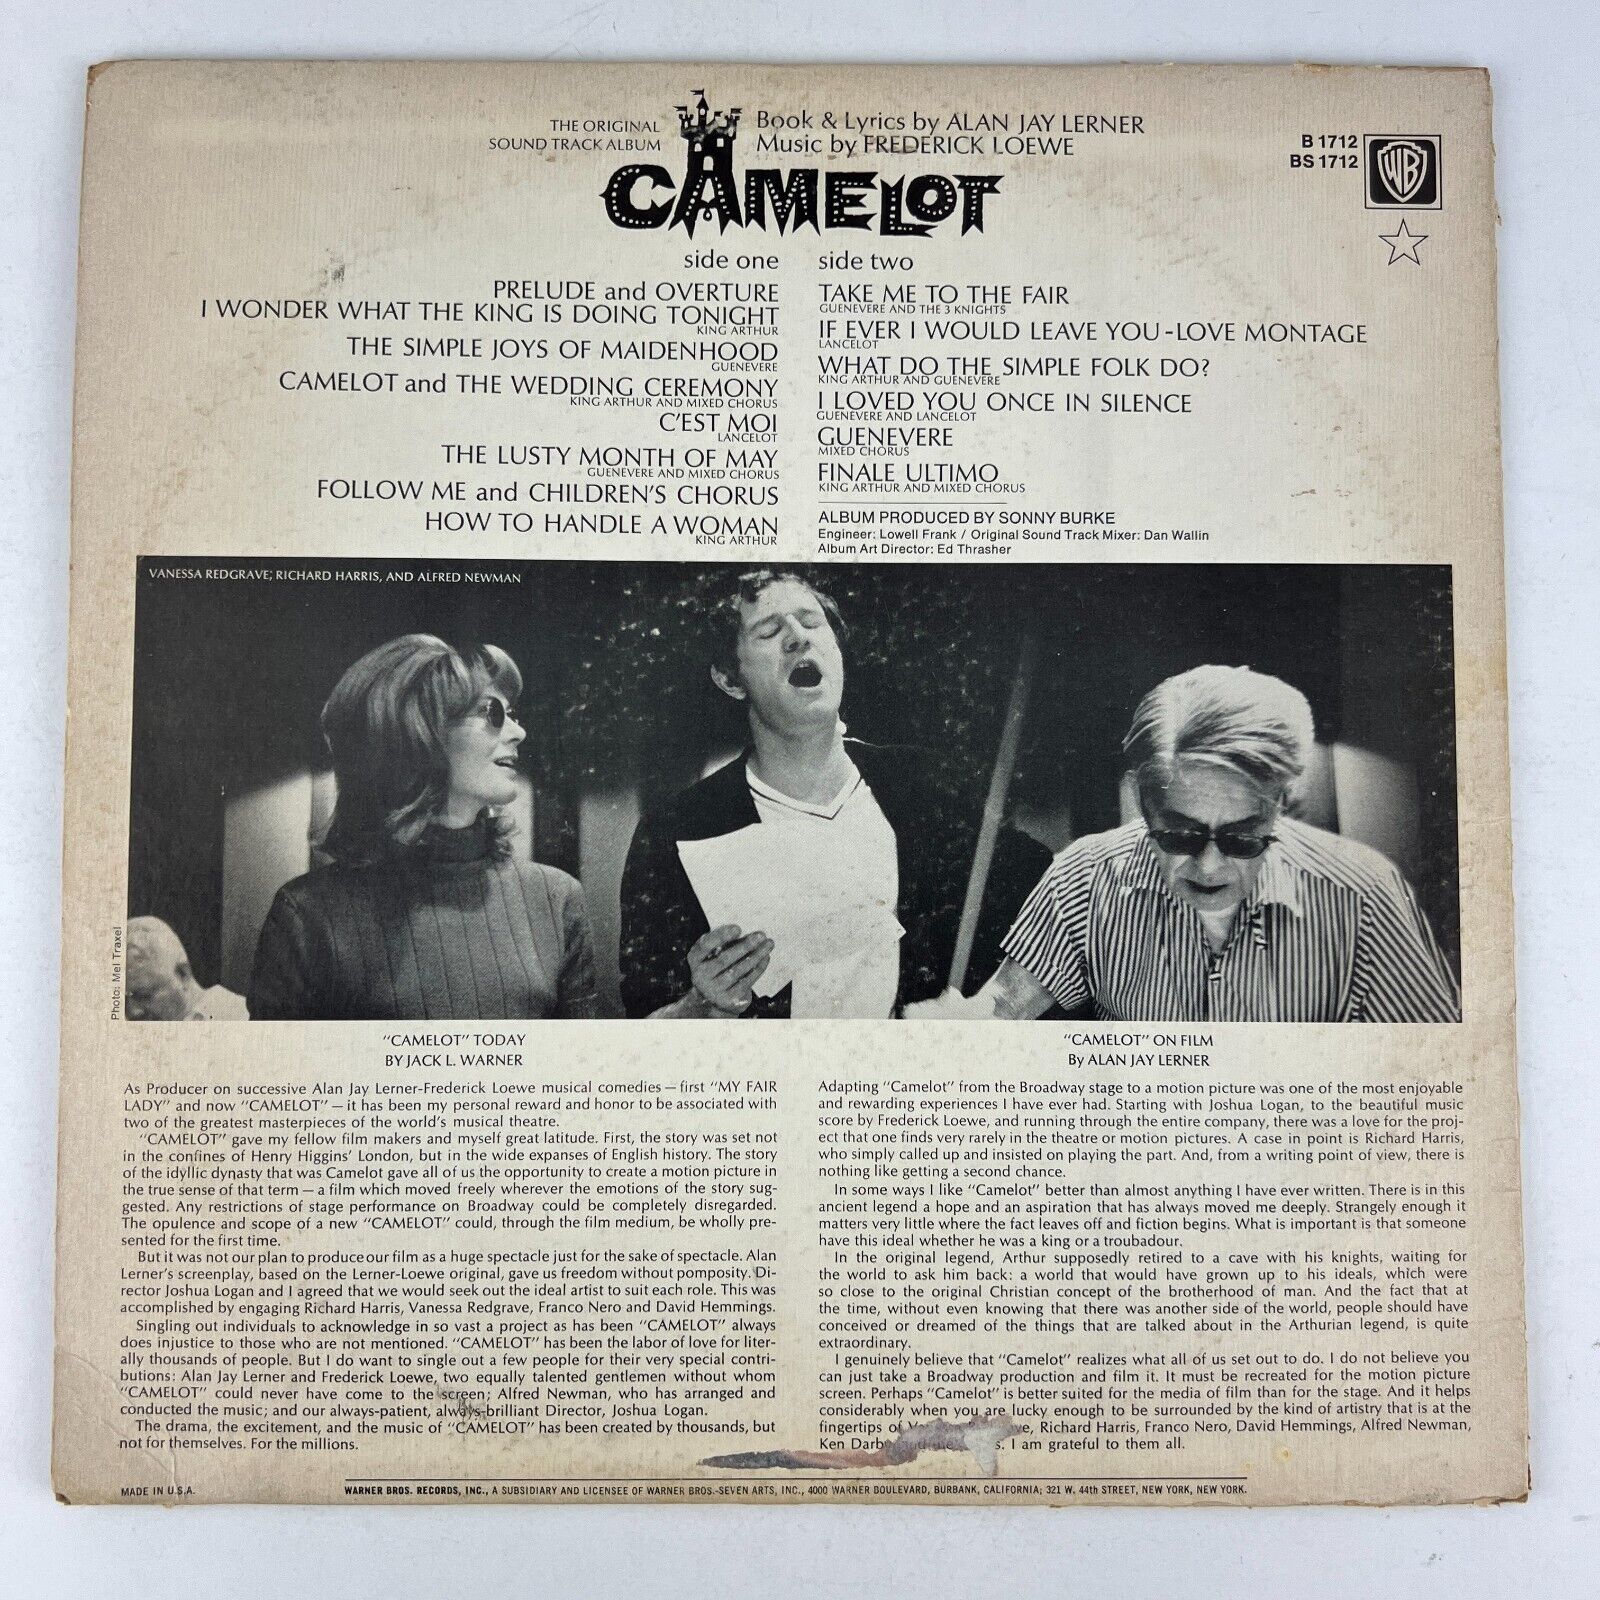 THE ORIGINAL
SOUND TRACK ALBUM
Book & Lyrics by ALAN JAY LERNER
Music by FREDERICK LOEWE
CAMELOT
B 1712
BS 1712
WB
side one
PRELUDE and OVERTURE
I WONDER WHAT THE KING IS DOING TONIGHT
KING ARTHUR
THE SIMPLE JOYS OF MAIDENHOOD
GUENEVERE
CAMELOT and THE WEDDING CEREMONY
KING ARTHUR AND MIXED CHORUS
C'EST MOI
LANCELOT
THE LUSTY MONTH OF MAY
GUENEVERE AND MIXED CHORUS
FOLLOW ME and CHILDREN'S CHORUS
HOW TO HANDLE A WOMAN
KING ARTHUR
side two
TAKE ME TO THE FAIR
GUENEVERE AND THE 3 KNIGHTS
IF EVER I WOULD LEAVE YOU-LOVE MONTAGE
LANCELOT
WHAT DO THE SIMPLE FOLK DO?
KING ARTHUR AND GUENEVERE
I LOVED YOU ONCE IN SILENCE
GUENEVERE AND LANCELOT
GUENEVERE
MIXED CHORUS
FINALE ULTIMO
KING ARTHUR AND MIXED CHORUS
ALBUM PRODUCED BY SONNY BURKE
Engineer: Lowell Frank / Original Sound Track Mixer: Dan Wallin
Album Art Director: Ed Thrasher
VANESSA REDGRAVE, RICHARD HARRIS, AND ALFRED NEWMAN
Photo: Mel Traxel
"CAMELOT" TODAY
BY JACK L. WARNER
As Producer on successive Alan Jay Lerner-Frederick Loewe musical comedies — first "MY FAIR
LADY" and now "CAMELOT" — it has been my personal reward and honor to be associated with
two of the greatest masterpieces of the world's musical theatre.
"CAMELOT" gave my fellow film makers and myself great latitude. First, the story was set not
in the confines of Henry Higgins' London, but in the wide expanses of English history. The story
of the idyllic dynasty that was Camelot gave all of us the opportunity to create a motion picture in
the true sense of that term — a film which moved freely wherever the emotions of the story sug-
gested. Any restrictions of stage performance on Broadway could be completely disregarded.
The opulence and scope of a new "CAMELOT" could, through the film medium, be wholly pre-
sented for the first time.
But it was not our plan to produce our film as a huge spectacle just for the sake of spectacle. Alan
Lerner's screenplay, based on the Lerner-Loewe original, gave us freedom without pomposity. Di-
rector Joshua Logan and I agreed that we would seek out the ideal artist to suit each role. This was
accomplished by engaging Richard Harris, Vanessa Redgrave, Franco Nero and David Hemmings.
Singling out individuals to acknowledge in so vast a project as has been "CAMELOT" always
does injustice to those who are not mentioned. "CAMELOT" has been the labor of love for liter-
ally thousands of people. But I do want to single out a few people for their very special contri-
butions: Alan Jay Lerner and Frederick Loewe, two equally talented gentlemen without whom
"CAMELOT" could never have come to the screen; Alfred Newman, who has arranged and
conducted the music; and our always-patient, always-brilliant Director, Joshua Logan.
The drama, the excitement, and the music of "CAMELOT" has been created by thousands, but
not for themselves. For the millions.
"CAMELOT" ON FILM
By ALAN JAY LERNER
Adapting "Camelot" from the Broadway stage to a motion picture was one of the most enjoyable
and rewarding experiences I have ever had. Starting with Joshua Logan, to the beautiful music
score by Frederick Loewe, and running through the entire company, there was a love for the proj-
ect that one finds very rarely in the theatre or motion pictures. A case in point is Richard Harris,
who simply called up and insisted on playing the part. And, from a writing point of view, there is
nothing like getting a second chance.
In some ways I like "Camelot" better than almost anything I have ever written. There is in this
ancient legend a hope and an aspiration that has always moved me deeply. Strangely enough it
matters very little where the fact leaves off and fiction begins. What is important is that someone
have this ideal whether he was a king or a troubadour.
In the original legend, Arthur supposedly retired to a cave with his knights, waiting for
the world to ask him back: a world that would have grown up to his ideals, which were
so close to the original Christian concept of the brotherhood of man. And the fact that at
the time, without even knowing that there was another side of the world, people should have
conceived or dreamed of the things that are talked about in the Arthurian legend, is quite
extraordinary.
I genuinely believe that "Camelot" realizes what all of us set out to do. I do not believe you
can just take a Broadway production and film it. It must be recreated for the motion picture
screen. Perhaps "Camelot" is better suited for the media of film than for the stage. And it helps
considerably when you are lucky enough to be surrounded by the kind of artistry that is at the
fingertips of Richard Harris, Franco Nero, David Hemmings, Alfred Newman,
Ken I am grateful to them all.
MADE IN U.S.A.
WARNER BROS. RECORDS, INC., A SUBSIDIARY AND LICENSEE OF WARNER BROS.-SEVEN ARTS, INC., 4000 WARNER BOULEVARD, BURBANK, CALIFORNIA; 321 W. 44th STREET, NEW YORK, NEW YORK.